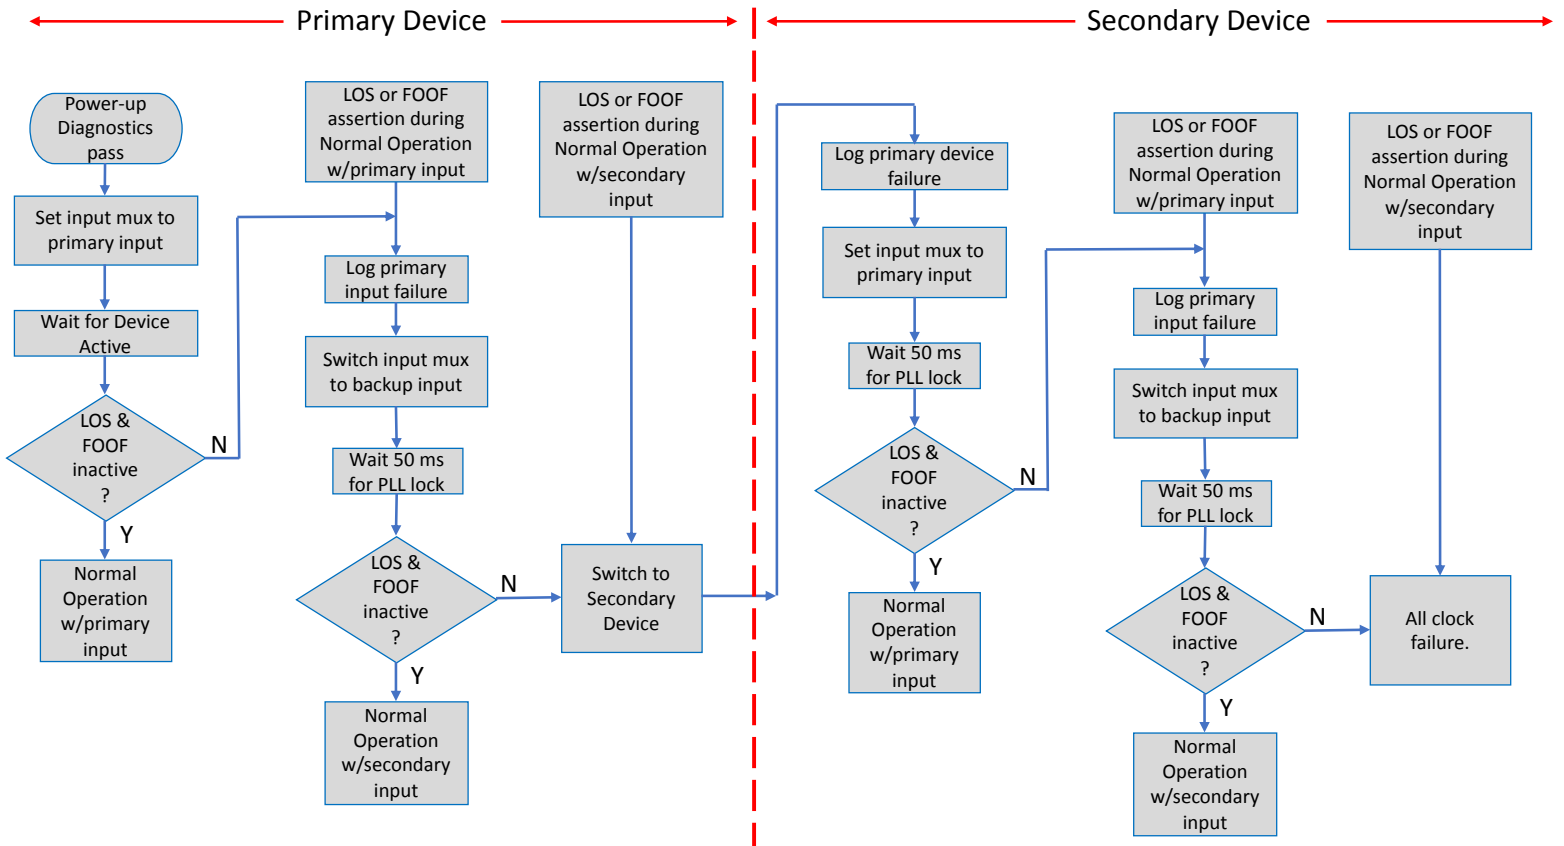 Primary Device
Secondary Device
Power-up
Diagnostics
pass
Set input mux to
primary input
Wait for Device
Active
LOS &
FOOF
inactive
?
N
Y
Normal
Operation
w/primary
input
LOS or FOOF
assertion during
Normal Operation
w/primary input
Log primary
input failure
Switch input mux
to backup input
Wait 50 ms
for PLL lock
LOS &
FOOF
inactive
?
N
Y
Normal
Operation
w/secondary
input
LOS or FOOF
assertion during
Normal Operation
w/secondary
input
Switch to
Secondary
Device
Log primary device
failure
Set input mux to
primary input
Wait 50 ms
for PLL lock
LOS &
FOOF
inactive
?
N
Y
Normal
Operation
w/primary
input
LOS or FOOF
assertion during
Normal Operation
w/primary input
Log primary
input failure
Switch input mux
to backup input
Wait 50 ms
for PLL lock
LOS &
FOOF
inactive
?
N
Y
Normal
Operation
w/secondary
input
LOS or FOOF
assertion during
Normal Operation
w/secondary
input
All clock
failure.